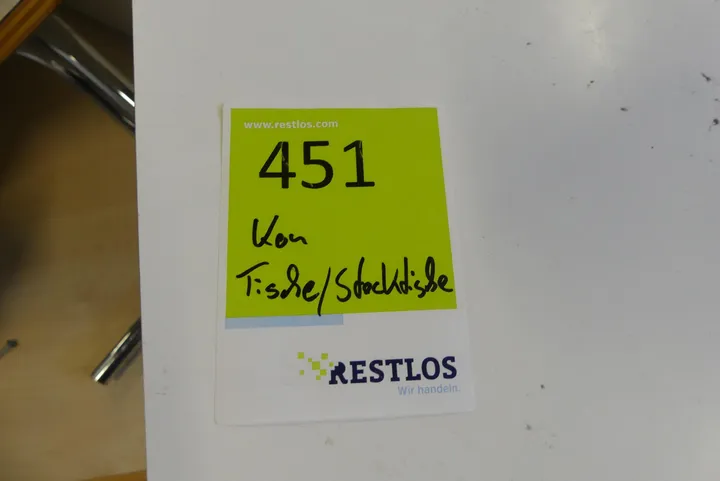 www.restlos.com
451
Kon
Tische/Stocktische
RESTLOS
Wir handeln.